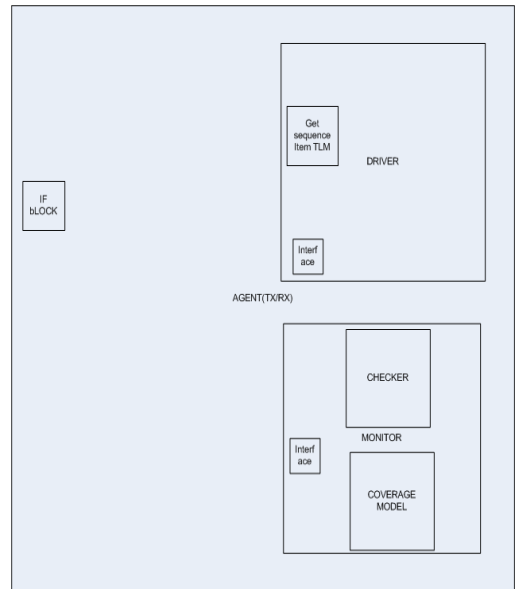 Get
sequence
Item TLM
DRIVER
IF
bLOCK
Interf
ace
AGENT(TX/RX)
CHECKER
MONITOR
Interf
ace
COVERAGE
MODEL